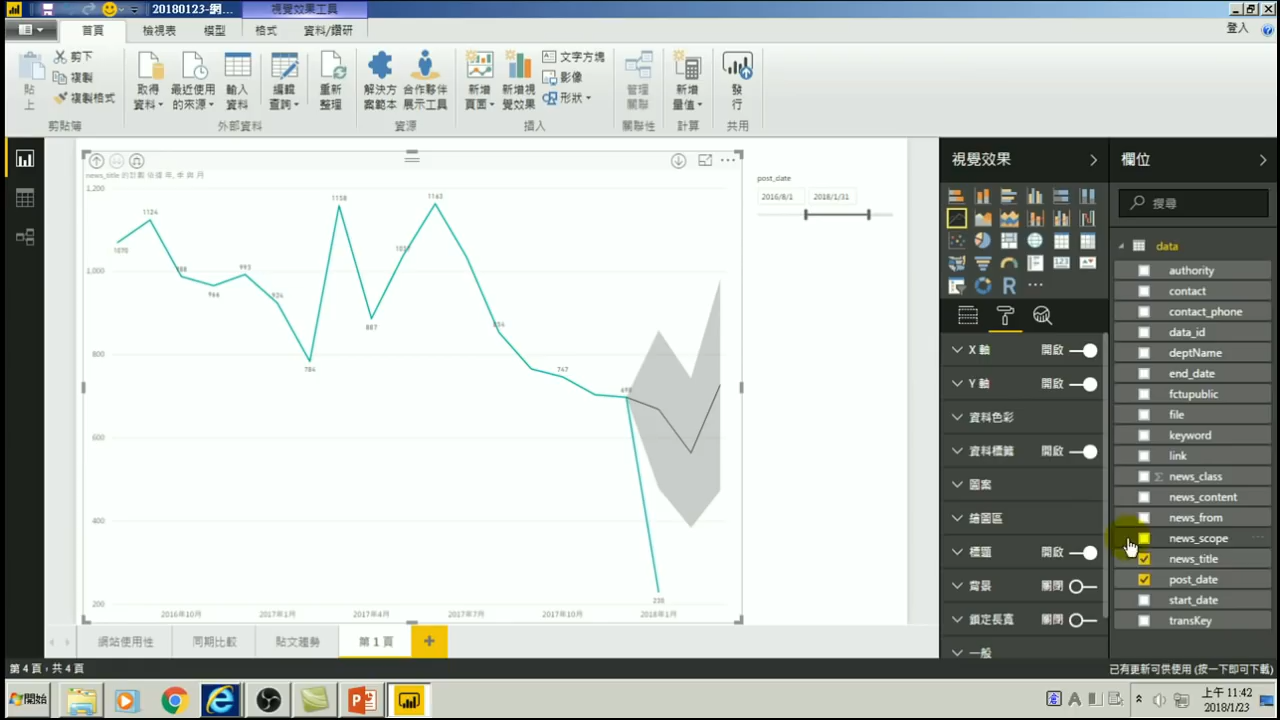 20180123-網...
視覺效果工具
首頁
檢視表
模型
格式
資料/鑽研
登入
貼上
剪下
複製
複製格式
取得資料
最近使用的來源
輸入資料
編輯查詢
重新整理
解決方案範本
合作夥伴展示工具
新增頁面
新增視覺效果
文字方塊
影像
形狀
管理關聯
新增量值
發行
剪貼簿
外部資料
資源
插入
關聯性
計算
共用
post_date
2016/8/1
2018/1/31
1,200
1,000
800
600
400
200
1070
1124
988
966
993
924
784
1158
887
1163
854
747
230
2016年10月
2017年1月
2017年4月
2017年7月
2017年10月
2018年1月
視覺效果
X 軸
開啟
Y 軸
開啟
資料色彩
資料標籤
開啟
圖案
繪圖區
標題
開啟
背景
關閉
鎖定長寬
關閉
一般
欄位
搜尋
data
authority
contact
contact_phone
data_id
deptName
end_date
fctupublic
file
keyword
link
news_class
news_content
news_from
news_scope
news_title
post_date
start_date
transKey
網站使用性
同期比較
貼文趨勢
第 1 頁
第 4 頁，共 4 頁
已有更新可供使用 (按一下即可下載)
開始
上午 11:42
2018/1/23